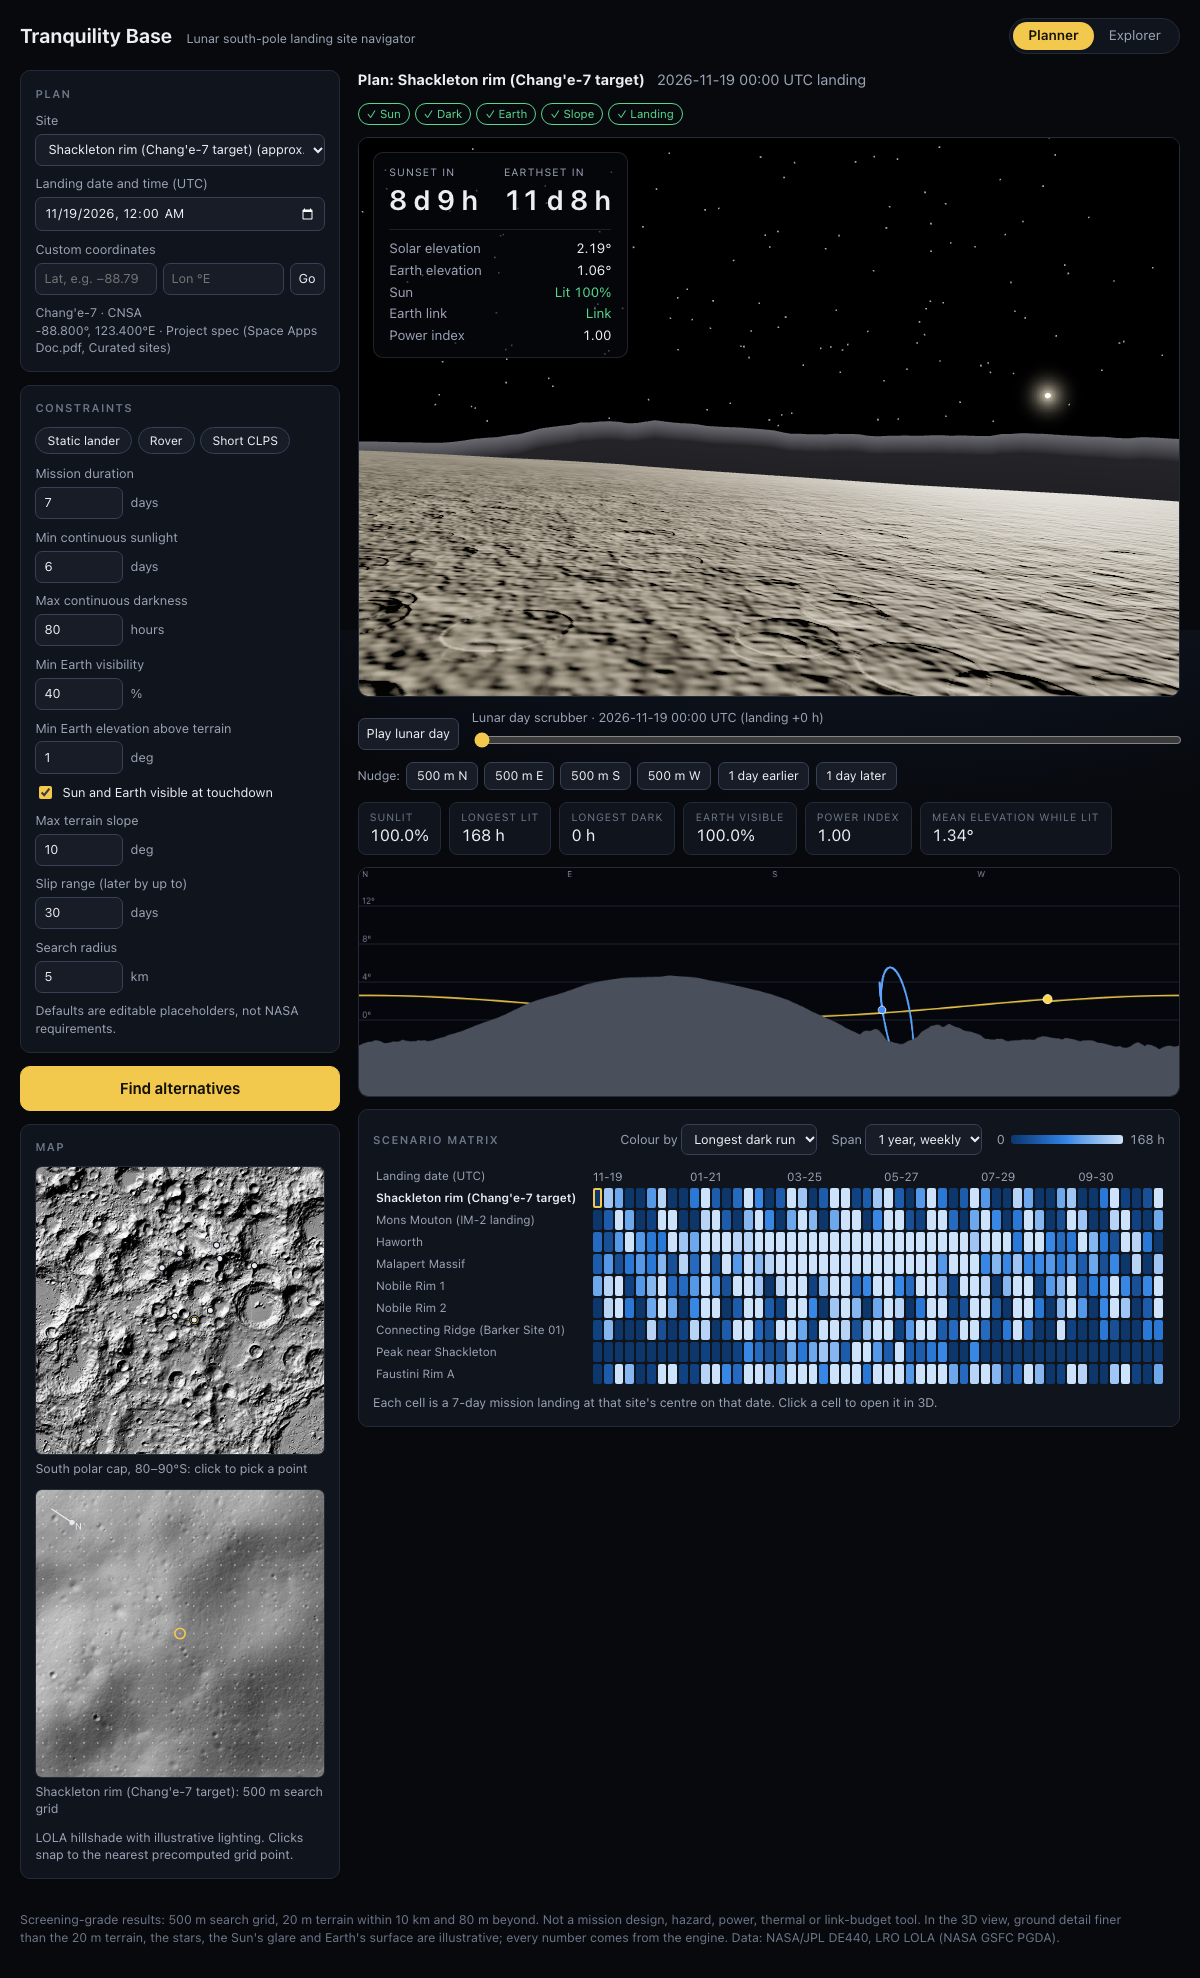 Tranquility Base
Lunar south-pole landing site navigator
Planner
Explorer
PLAN
Site
Shackleton rim (Chang'e-7 target) (approx.
Landing date and time (UTC)
11/19/2026, 12:00 AM
Custom coordinates
Lat, e.g. −88.79
Lon °E
Go
Chang'e-7 · CNSA
-88.800°, 123.400°E · Project spec (Space Apps
Doc.pdf, Curated sites)
CONSTRAINTS
Static lander
Rover
Short CLPS
Mission duration
7 days
Min continuous sunlight
6 days
Max continuous darkness
80 hours
Min Earth visibility
40 %
Min Earth elevation above terrain
1 deg
Sun and Earth visible at touchdown
Max terrain slope
10 deg
Slip range (later by up to)
30 days
Search radius
5 km
Defaults are editable placeholders, not NASA
requirements.
Find alternatives
MAP
South polar cap, 80–90°S: click to pick a point
N
Shackleton rim (Chang'e-7 target): 500 m search
grid
LOLA hillshade with illustrative lighting. Clicks
snap to the nearest precomputed grid point.
Plan: Shackleton rim (Chang'e-7 target)
2026-11-19 00:00 UTC landing
✓ Sun
✓ Dark
✓ Earth
✓ Slope
✓ Landing
SUNSET IN
EARTHSET IN
8 d 9 h
11 d 8 h
Solar elevation 2.19°
Earth elevation 1.06°
Sun Lit 100%
Earth link Link
Power index 1.00
Play lunar day
Lunar day scrubber · 2026-11-19 00:00 UTC (landing +0 h)
Nudge:
500 m N
500 m E
500 m S
500 m W
1 day earlier
1 day later
SUNLIT
100.0%
LONGEST LIT
168 h
LONGEST DARK
0 h
EARTH VISIBLE
100.0%
POWER INDEX
1.00
MEAN ELEVATION WHILE LIT
1.34°
N E S W
12°
8°
4°
0°
SCENARIO MATRIX
Colour by Longest dark run
Span 1 year, weekly
0 168 h
Landing date (UTC) 11-19 01-21 03-25 05-27 07-29 09-30
Shackleton rim (Chang'e-7 target)
Mons Mouton (IM-2 landing)
Haworth
Malapert Massif
Nobile Rim 1
Nobile Rim 2
Connecting Ridge (Barker Site 01)
Peak near Shackleton
Faustini Rim A
Each cell is a 7-day mission landing at that site's centre on that date. Click a cell to open it in 3D.
Screening-grade results: 500 m search grid, 20 m terrain within 10 km and 80 m beyond. Not a mission design, hazard, power, thermal or link-budget tool. In the 3D view, ground detail finer
than the 20 m terrain, the stars, the Sun's glare and Earth's surface are illustrative; every number comes from the engine. Data: NASA/JPL DE440, LRO LOLA (NASA GSFC PGDA).